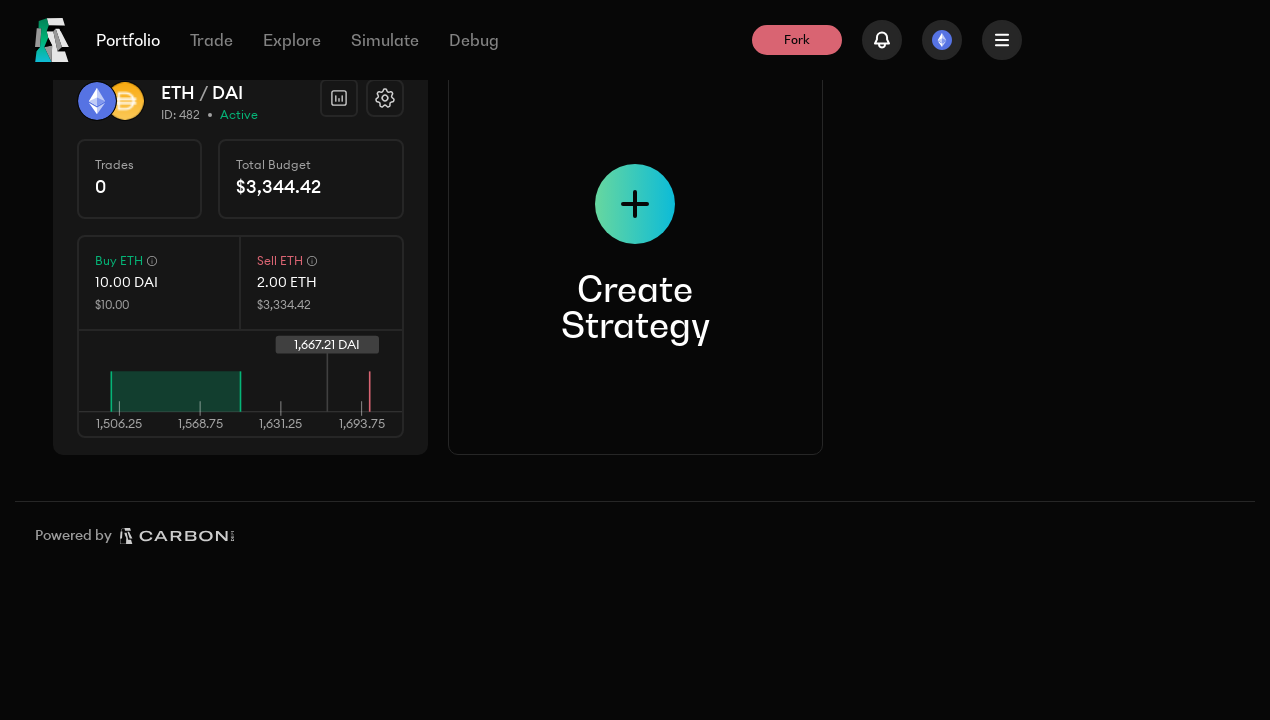 Portfolio
Trade
Explore
Simulate
Debug
Fork
ETH / DAI
ID: 482 • Active
Trades
0
Total Budget
$3,344.42
Buy ETH
10.00 DAI
$10.00
Sell ETH
2.00 ETH
$3,334.42
1,667.21 DAI
1,506.25
1,568.75
1,631.25
1,693.75
Create
Strategy
Powered by CARBON